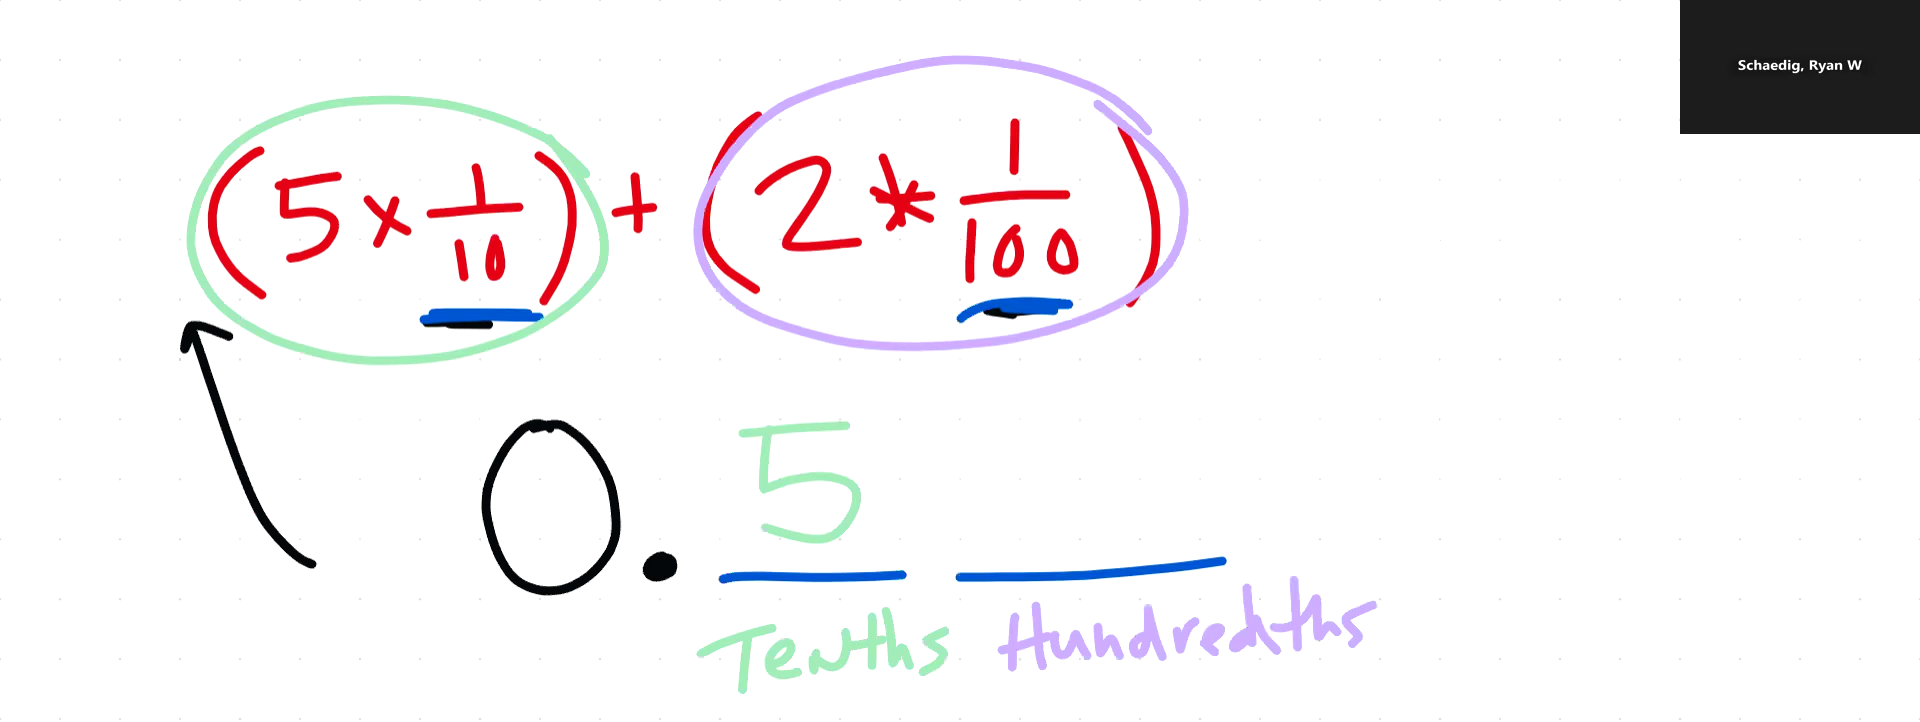 Schaedig, Ryan W
(5 × 1/10) + (2 * 1/100)
0.5
Tenths Hundredths